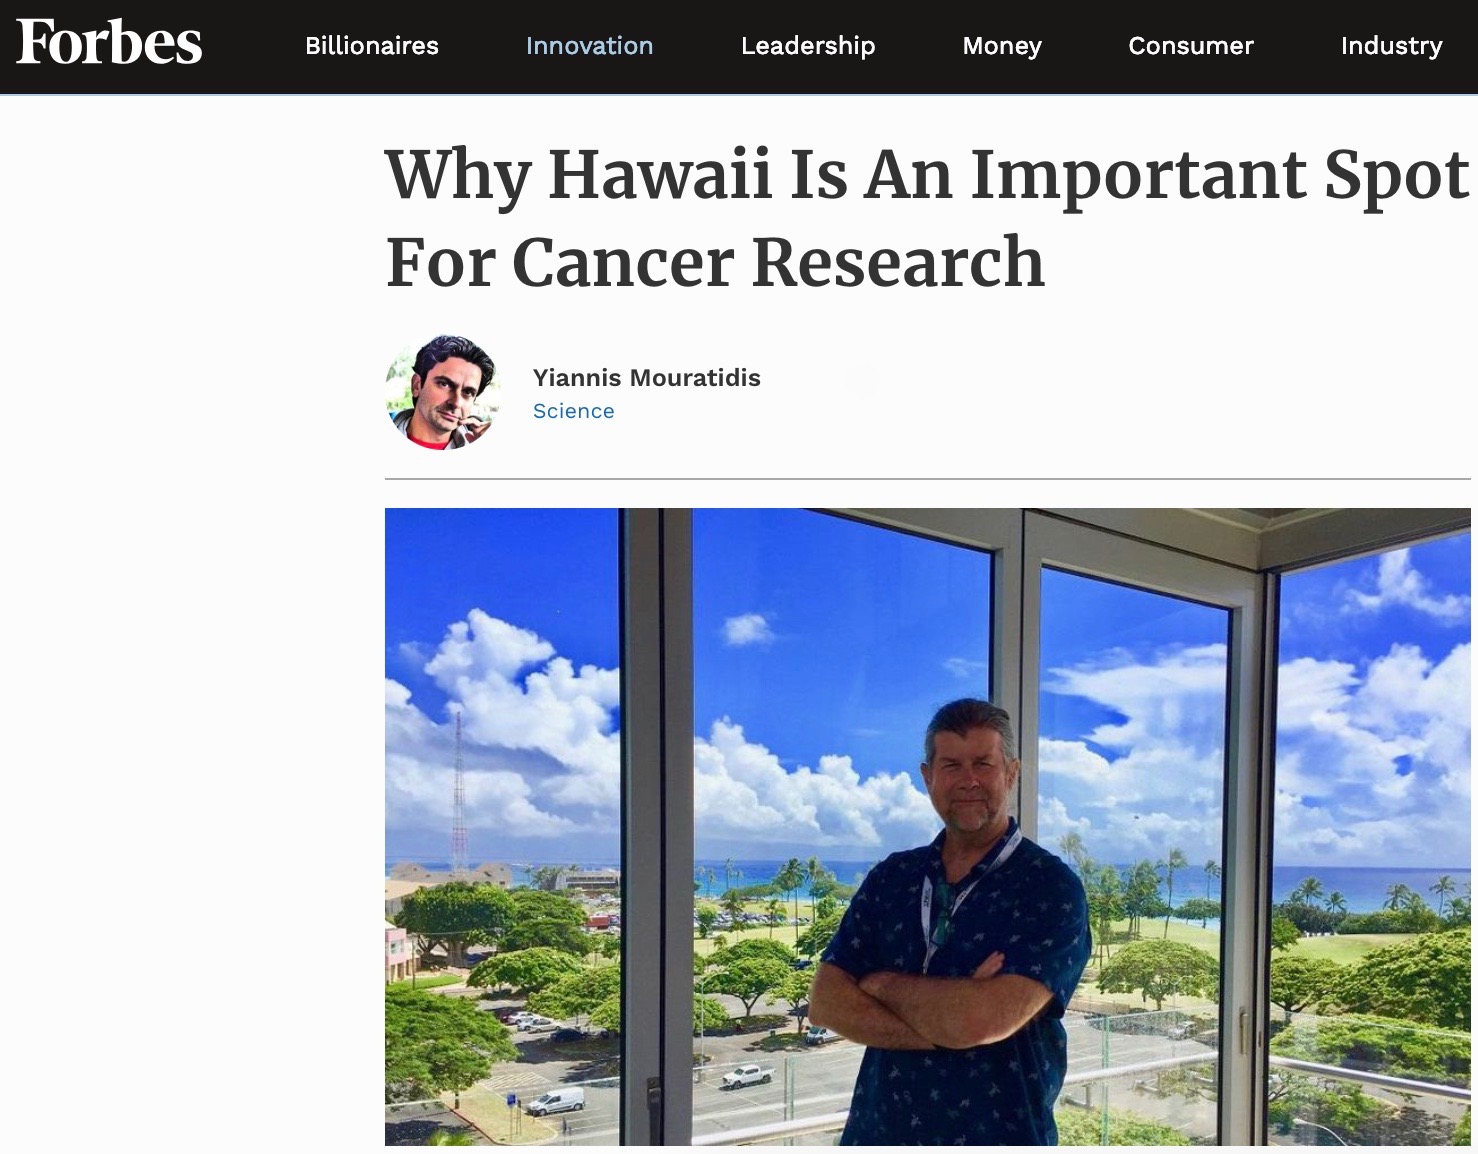 Forbes
Billionaires
Innovation
Leadership
Money
Consumer
Industry
Why Hawaii Is An Important Spot
For Cancer Research
Yiannis Mouratidis
Science